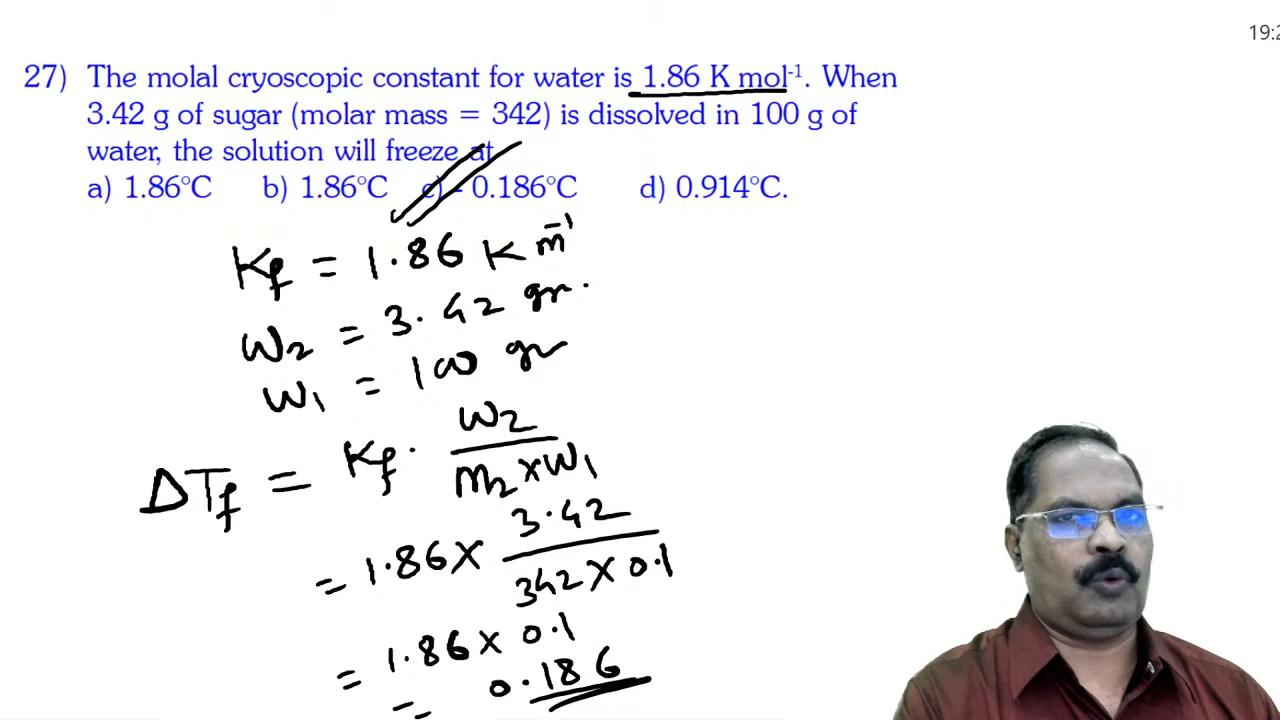 19:2
27) The molal cryoscopic constant for water is 1.86 K mol⁻¹. When
3.42 g of sugar (molar mass = 342) is dissolved in 100 g of
water, the solution will freeze at
a) 1.86°C b) 1.86°C c) - 0.186°C d) 0.914°C.
Kf = 1.86 K m⁻¹
W2 = 3.42 gr.
W1 = 100 gr
ΔTf = Kf . W2 / m2 × W1
= 1.86 × 3.42 / 342 × 0.1
= 1.86 × 0.1
= 0.186